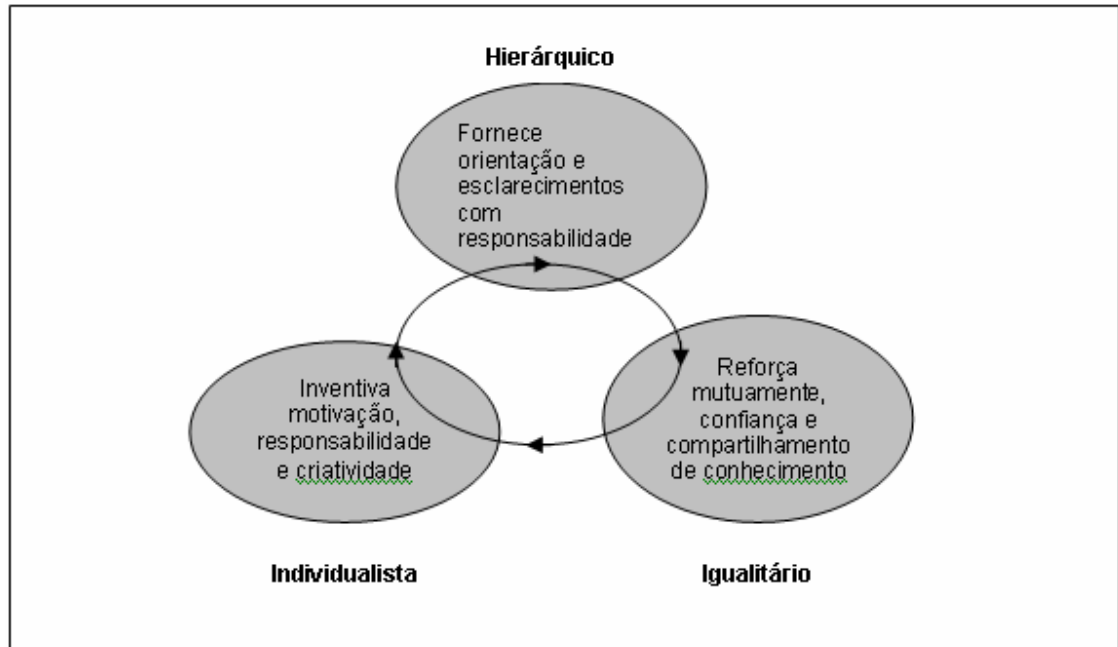 Hierárquico
Fornece
orientação e
esclarecimentos
com
responsabilidade
Inventiva
motivação,
responsabilidade
e criatividade
Reforça
mutuamente,
confiança e
compartilhamento
de conhecimento
Individualista
Igualitário